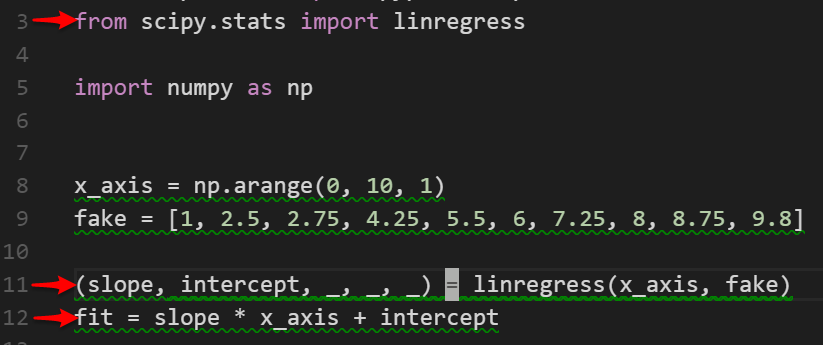 3 from scipy.stats import linregress
4
5 import numpy as np
6
7
8 x_axis = np.arange(0, 10, 1)
9 fake = [1, 2.5, 2.75, 4.25, 5.5, 6, 7.25, 8, 8.75, 9.8]
10
11 (slope, intercept, _, _, _) = linregress(x_axis, fake)
12 fit = slope * x_axis + intercept